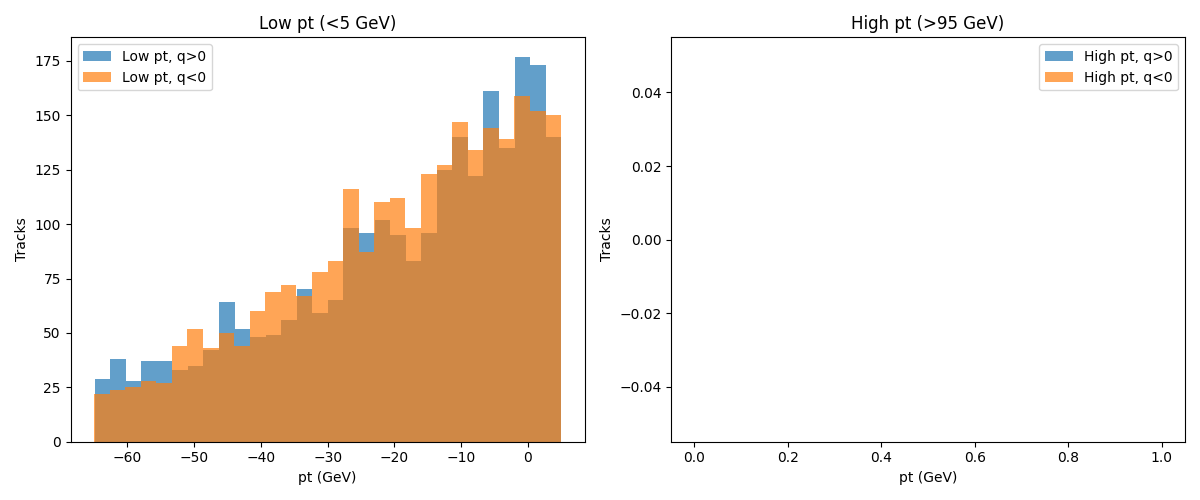 Low pt (<5 GeV)
Low pt, q>0
Low pt, q<0
175
150
125
100
75
50
25
0
−60
−50
−40
−30
−20
−10
0
pt (GeV)
Tracks
High pt (>95 GeV)
High pt, q>0
High pt, q<0
0.04
0.02
0.00
−0.02
−0.04
0.0
0.2
0.4
0.6
0.8
1.0
pt (GeV)
Tracks